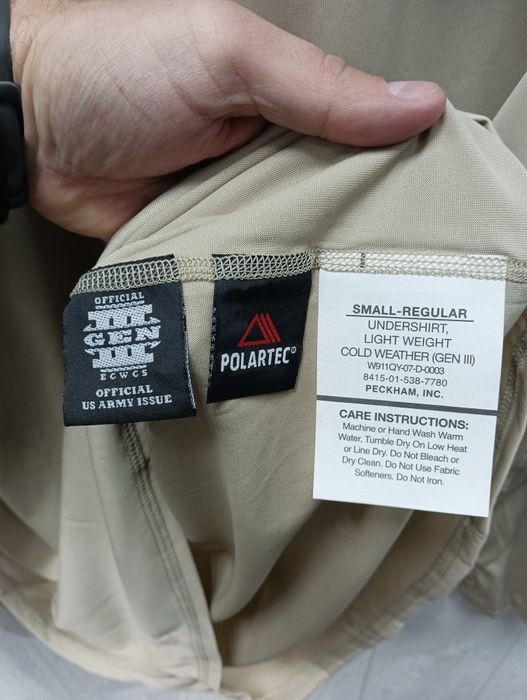 OFFICIAL
III
GEN
III
ECWCS
OFFICIAL
US ARMY ISSUE
POLARTEC®
SMALL-REGULAR
UNDERSHIRT,
LIGHT WEIGHT
COLD WEATHER (GEN III)
W911QY-07-D-0003
8415-01-538-7780
PECKHAM, INC.
CARE INSTRUCTIONS:
Machine or Hand Wash Warm
Water, Tumble Dry On Low Heat
or Line Dry. Do Not Bleach or
Dry Clean. Do Not Use Fabric
Softeners. Do Not Iron.